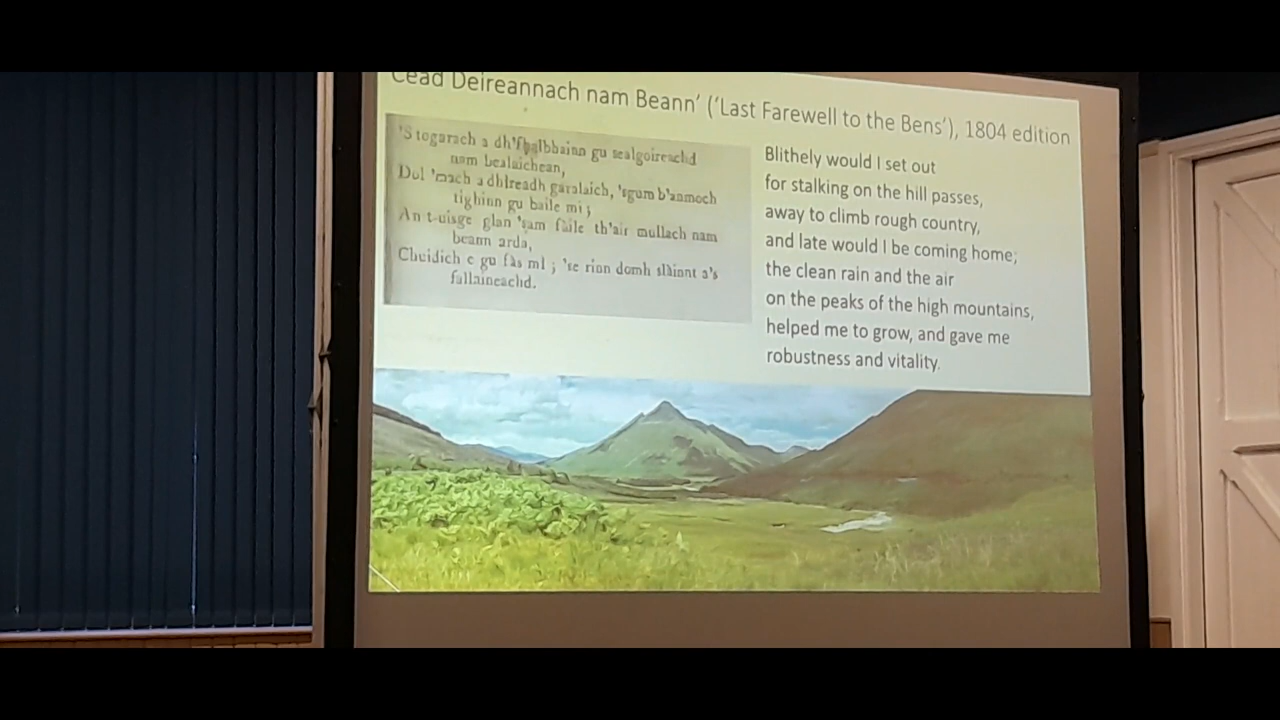 Cead Deireannach nam Beann’ (‘Last Farewell to the Bens’), 1804 edition
’S togarach a dh’fhalbhainn gu sealgoireachd
nam bealaichean,
Dol ’mach a dhireadh garalaich, ’sgum b’anmoch
tighinn gu baile mi ;
An t-uisge glan ’sam faile th’air mullach nam
beann arda,
Chuidich e gu fàs mi ; ’se rinn domh slàinnt a’s
fallaineachd.
Blithely would I set out
for stalking on the hill passes,
away to climb rough country,
and late would I be coming home;
the clean rain and the air
on the peaks of the high mountains,
helped me to grow, and gave me
robustness and vitality.